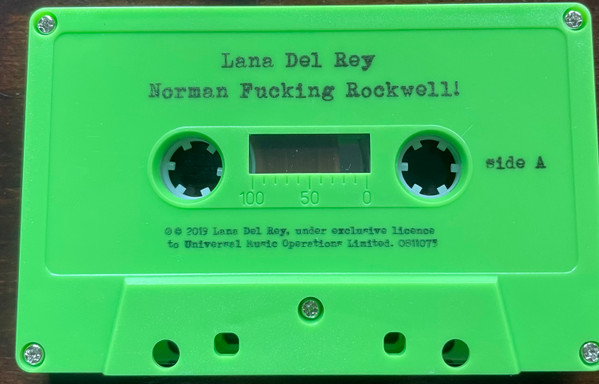 Lana Del Rey
Norman Fucking Rockwell!
side A
100 50 0
℗© 2019 Lana Del Rey, under exclusive licence
to Universal Music Operations Limited. 0811073